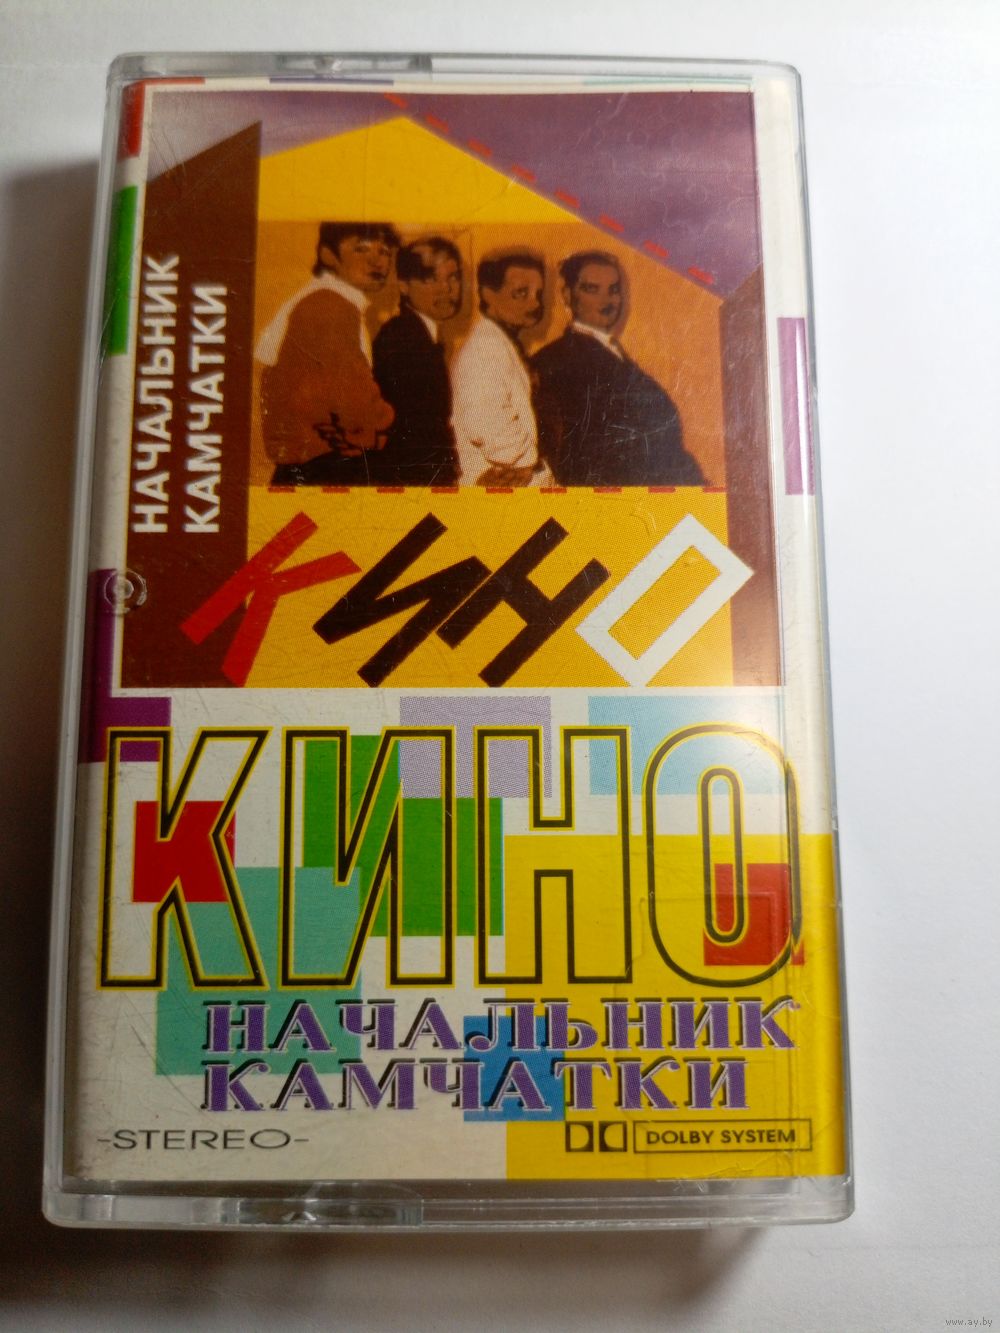 НАЧАЛЬНИК
КАМЧАТКИ
КИНО
КИНО
НАЧАЛЬНИК
КАМЧАТКИ
-STEREO-
DOLBY SYSTEM
www.ay.by